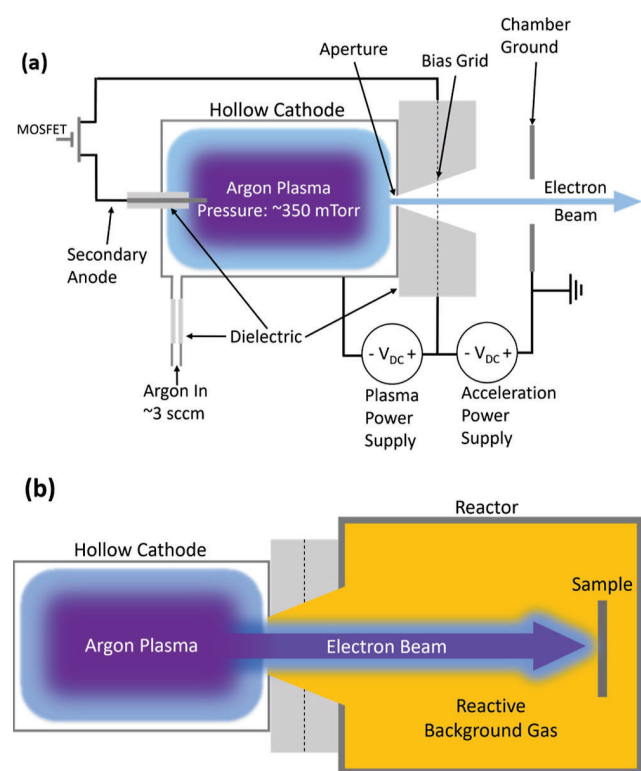 (a)
Aperture
Bias Grid
Chamber
Ground
MOSFET
Hollow Cathode
Argon Plasma
Pressure: ~350 mTorr
Electron
Beam
Secondary
Anode
Dielectric
Argon In
~3 sccm
- VDC +
Plasma
Power
Supply
- VDC +
Acceleration
Power
Supply
(b)
Hollow Cathode
Reactor
Sample
Argon Plasma
Electron Beam
Reactive
Background Gas